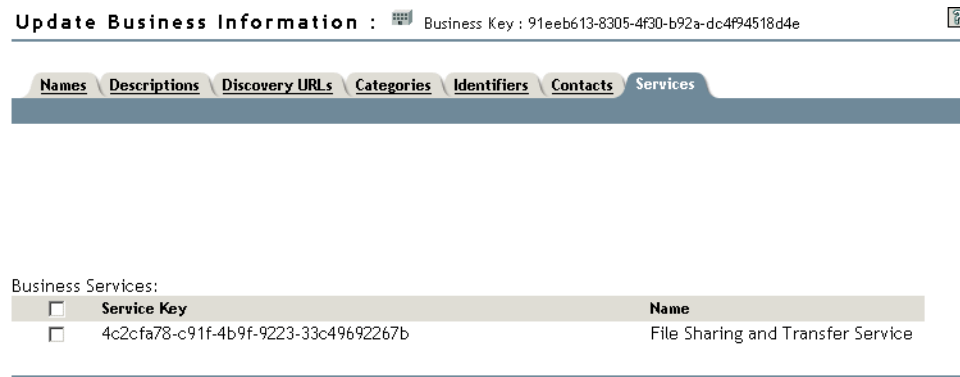 Update Business Information : Business Key : 91eeb613-8305-4f30-b92a-dc4f94518d4e ?
Names Descriptions Discovery URLs Categories Identifiers Contacts Services
Business Services:
Service Key Name
4c2cfa78-c91f-4b9f-9223-33c49692267b File Sharing and Transfer Service